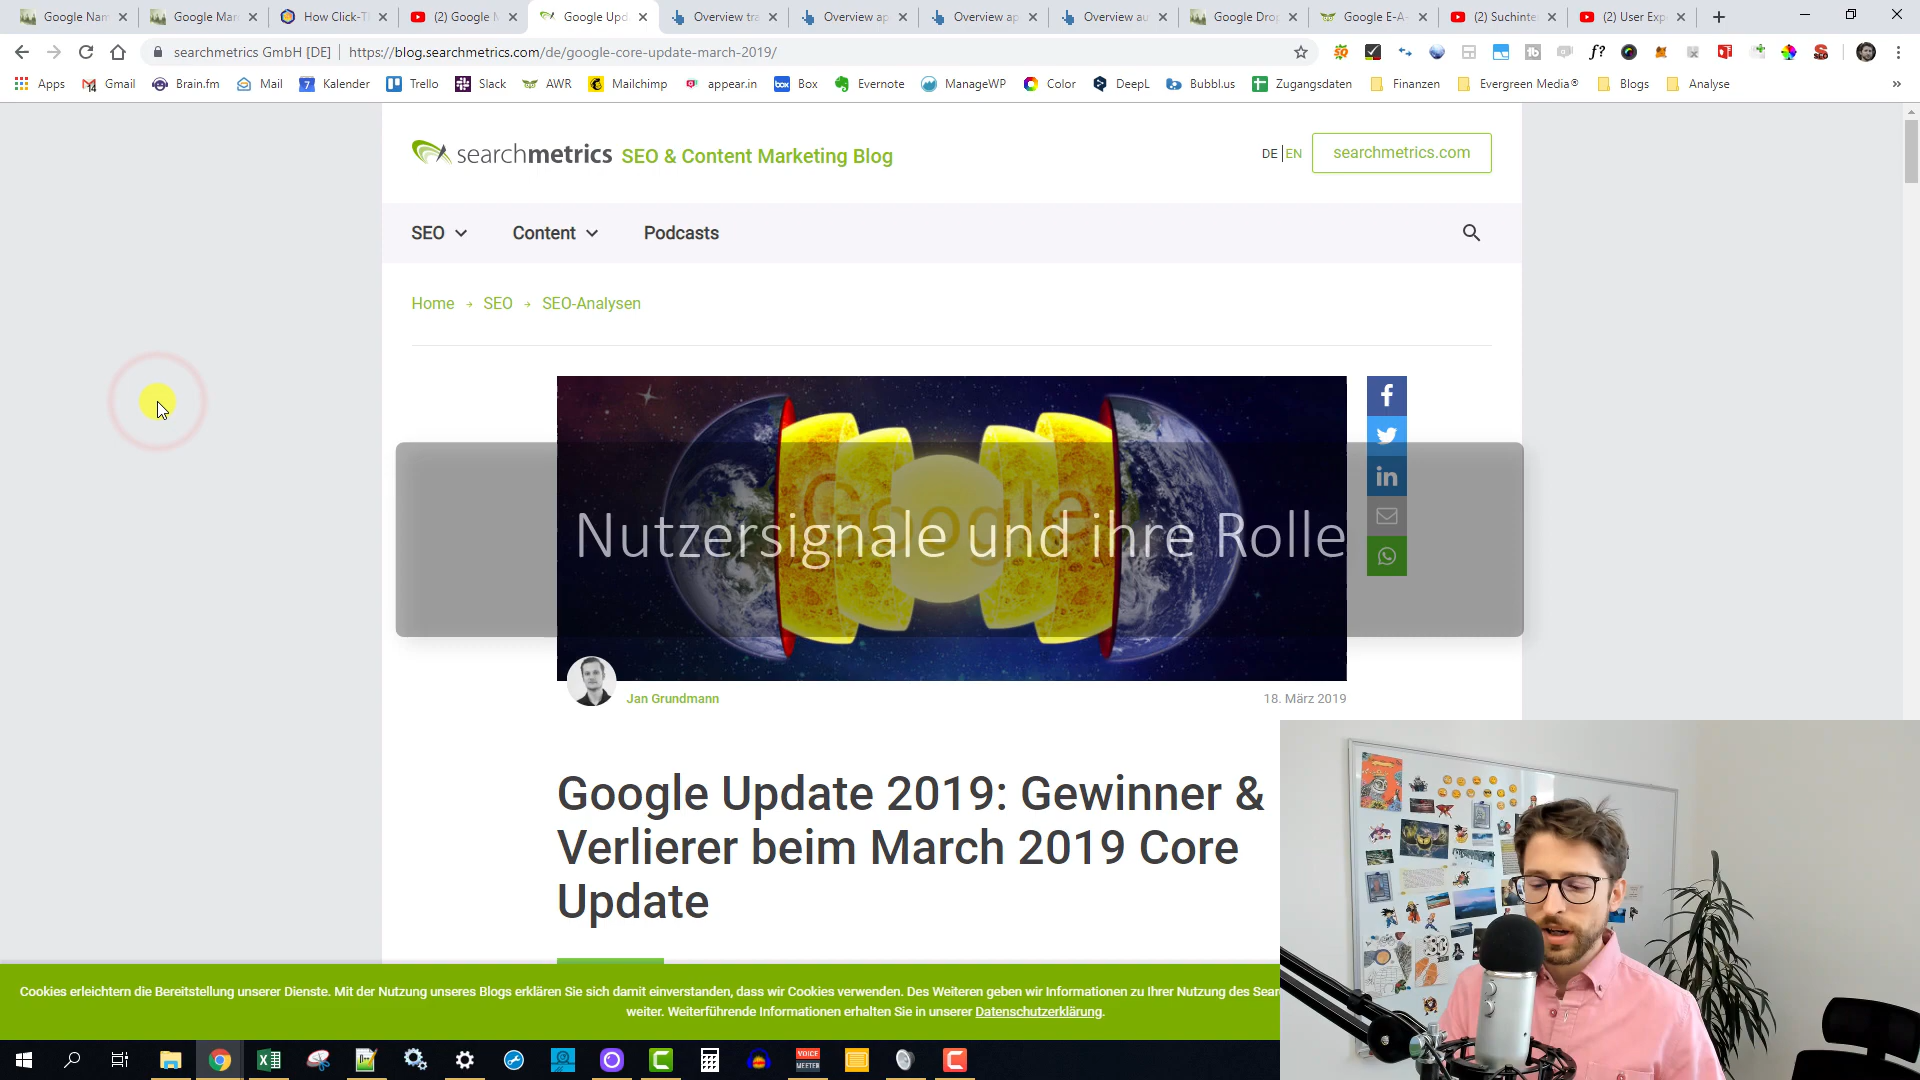 Google Nam
Google Mar
How Click-T
(2) Google M
Google Upd
Overview tra
Overview ap
Overview ap
Overview au
Google Drop
Google E-A-
(2) Suchinte
(2) User Exp
searchmetrics GmbH [DE] | https://blog.searchmetrics.com/de/google-core-update-march-2019/
Apps Gmail Brain.fm Mail Kalender Trello Slack AWR Mailchimp appear.in Box Evernote ManageWP Color DeepL Bubbl.us Zugangsdaten Finanzen Evergreen Media® Blogs Analyse »
searchmetrics SEO & Content Marketing Blog
DE | EN
searchmetrics.com
SEO Content Podcasts
Home → SEO → SEO-Analysen
Google
Nutzersignale und ihre Rolle
Jan Grundmann
18. März 2019
Google Update 2019: Gewinner &
Verlierer beim March 2019 Core
Update
Cookies erleichtern die Bereitstellung unserer Dienste. Mit der Nutzung unseres Blogs erklären Sie sich damit einverstanden, dass wir Cookies verwenden. Des Weiteren geben wir Informationen zu Ihrer Nutzung des Sear
weiter. Weiterführende Informationen erhalten Sie in unserer Datenschutzerklärung.
VOICE
MEETER